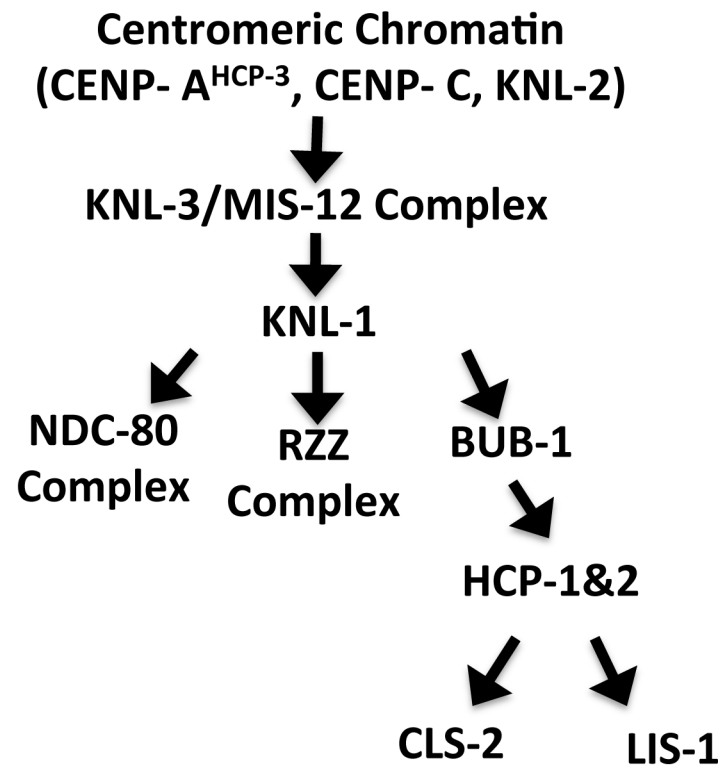 Centromeric Chromatin
(CENP- A^HCP-3, CENP- C, KNL-2)
KNL-3/MIS-12 Complex
KNL-1
NDC-80
Complex
RZZ
Complex
BUB-1
HCP-1&2
CLS-2
LIS-1